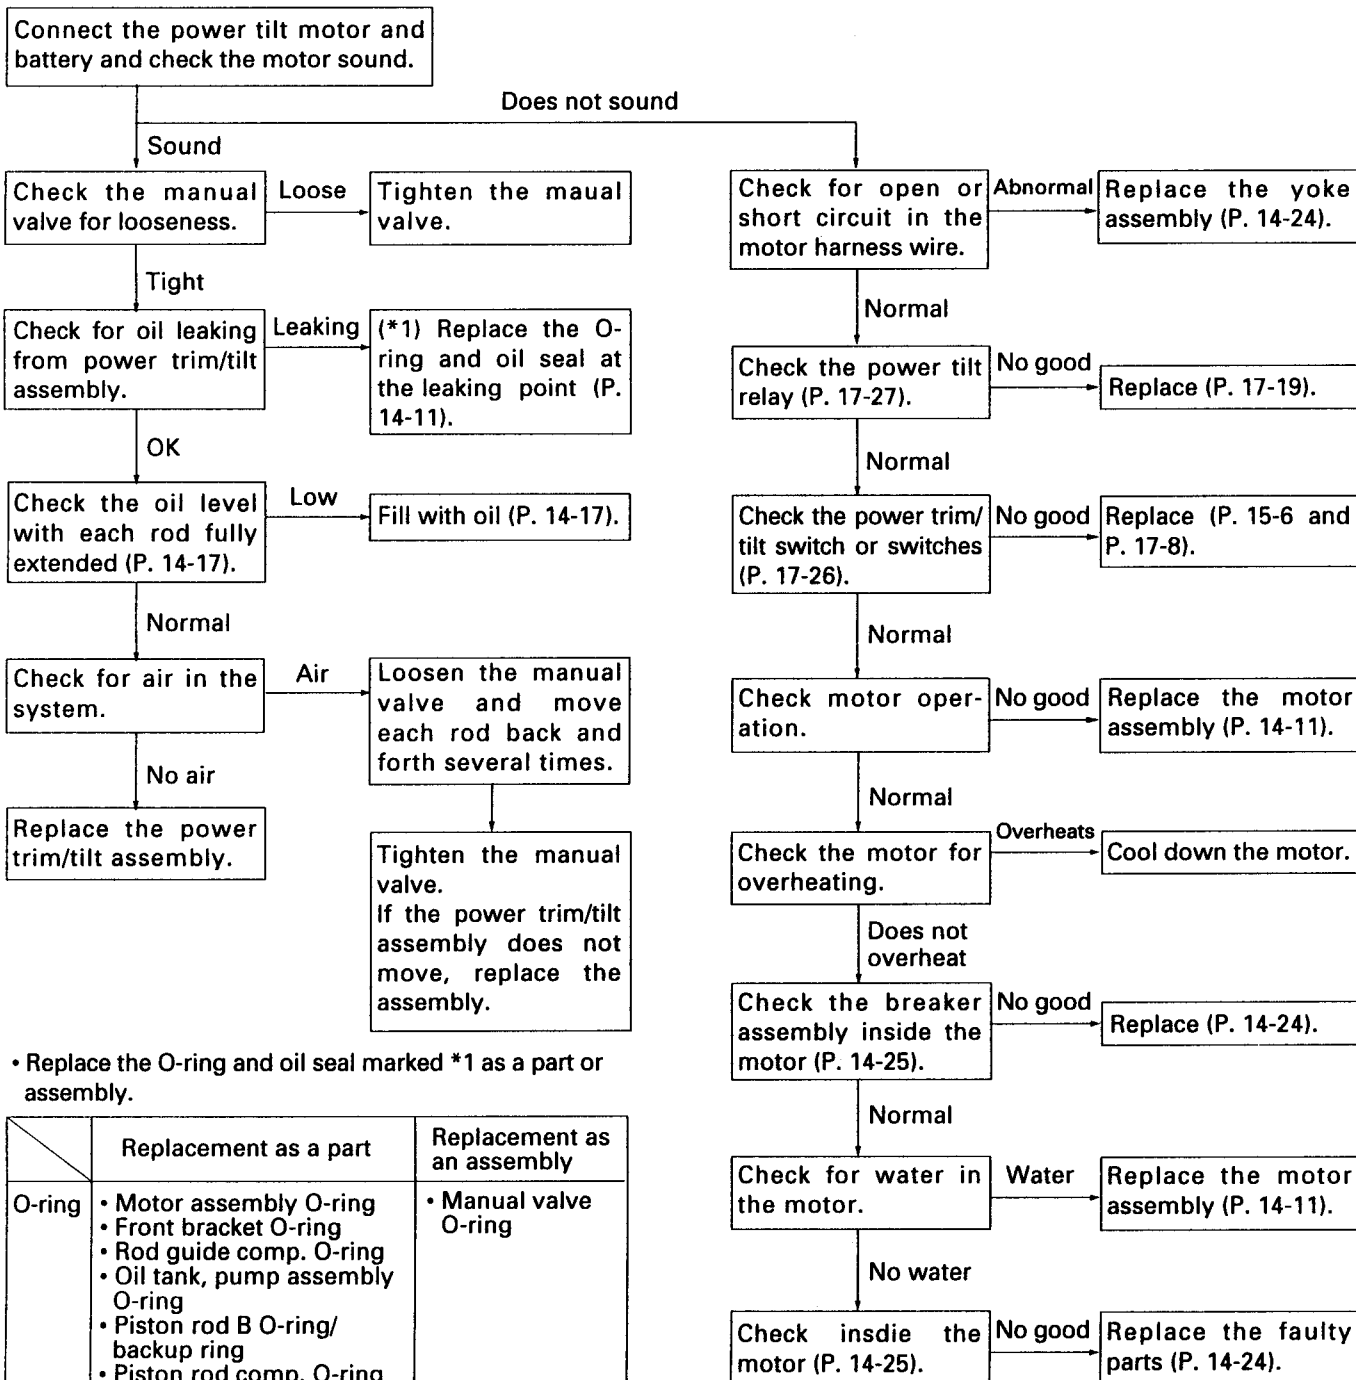 Connect the power tilt motor and
battery and check the motor sound.
Does not sound
Sound
Check the manual
valve for looseness.
Loose
Tighten the maual
valve.
Tight
Check for oil leaking
from power trim/tilt
assembly.
Leaking
(*1) Replace the O-
ring and oil seal at
the leaking point (P.
14-11).
OK
Check the oil level
with each rod fully
extended (P. 14-17).
Low
Fill with oil (P. 14-17).
Normal
Check for air in the
system.
Air
Loosen the manual
valve and move
each rod back and
forth several times.
No air
Replace the power
trim/tilt assembly.
Tighten the manual
valve.
If the power trim/tilt
assembly does not
move, replace the
assembly.
• Replace the O-ring and oil seal marked *1 as a part or
assembly.
Replacement as a part
Replacement as
an assembly
O-ring
• Motor assembly O-ring
• Front bracket O-ring
• Rod guide comp. O-ring
• Oil tank, pump assembly
O-ring
• Piston rod B O-ring/
backup ring
• Piston rod comp. O-ring
• Manual valve
O-ring
Check for open or
short circuit in the
motor harness wire.
Abnormal
Replace the yoke
assembly (P. 14-24).
Normal
Check the power tilt
relay (P. 17-27).
No good
Replace (P. 17-19).
Normal
Check the power trim/
tilt switch or switches
(P. 17-26).
No good
Replace (P. 15-6 and
P. 17-8).
Normal
Check motor oper-
ation.
No good
Replace the motor
assembly (P. 14-11).
Normal
Check the motor for
overheating.
Overheats
Cool down the motor.
Does not
overheat
Check the breaker
assembly inside the
motor (P. 14-25).
No good
Replace (P. 14-24).
Normal
Check for water in
the motor.
Water
Replace the motor
assembly (P. 14-11).
No water
Check insdie the
motor (P. 14-25).
No good
Replace the faulty
parts (P. 14-24).